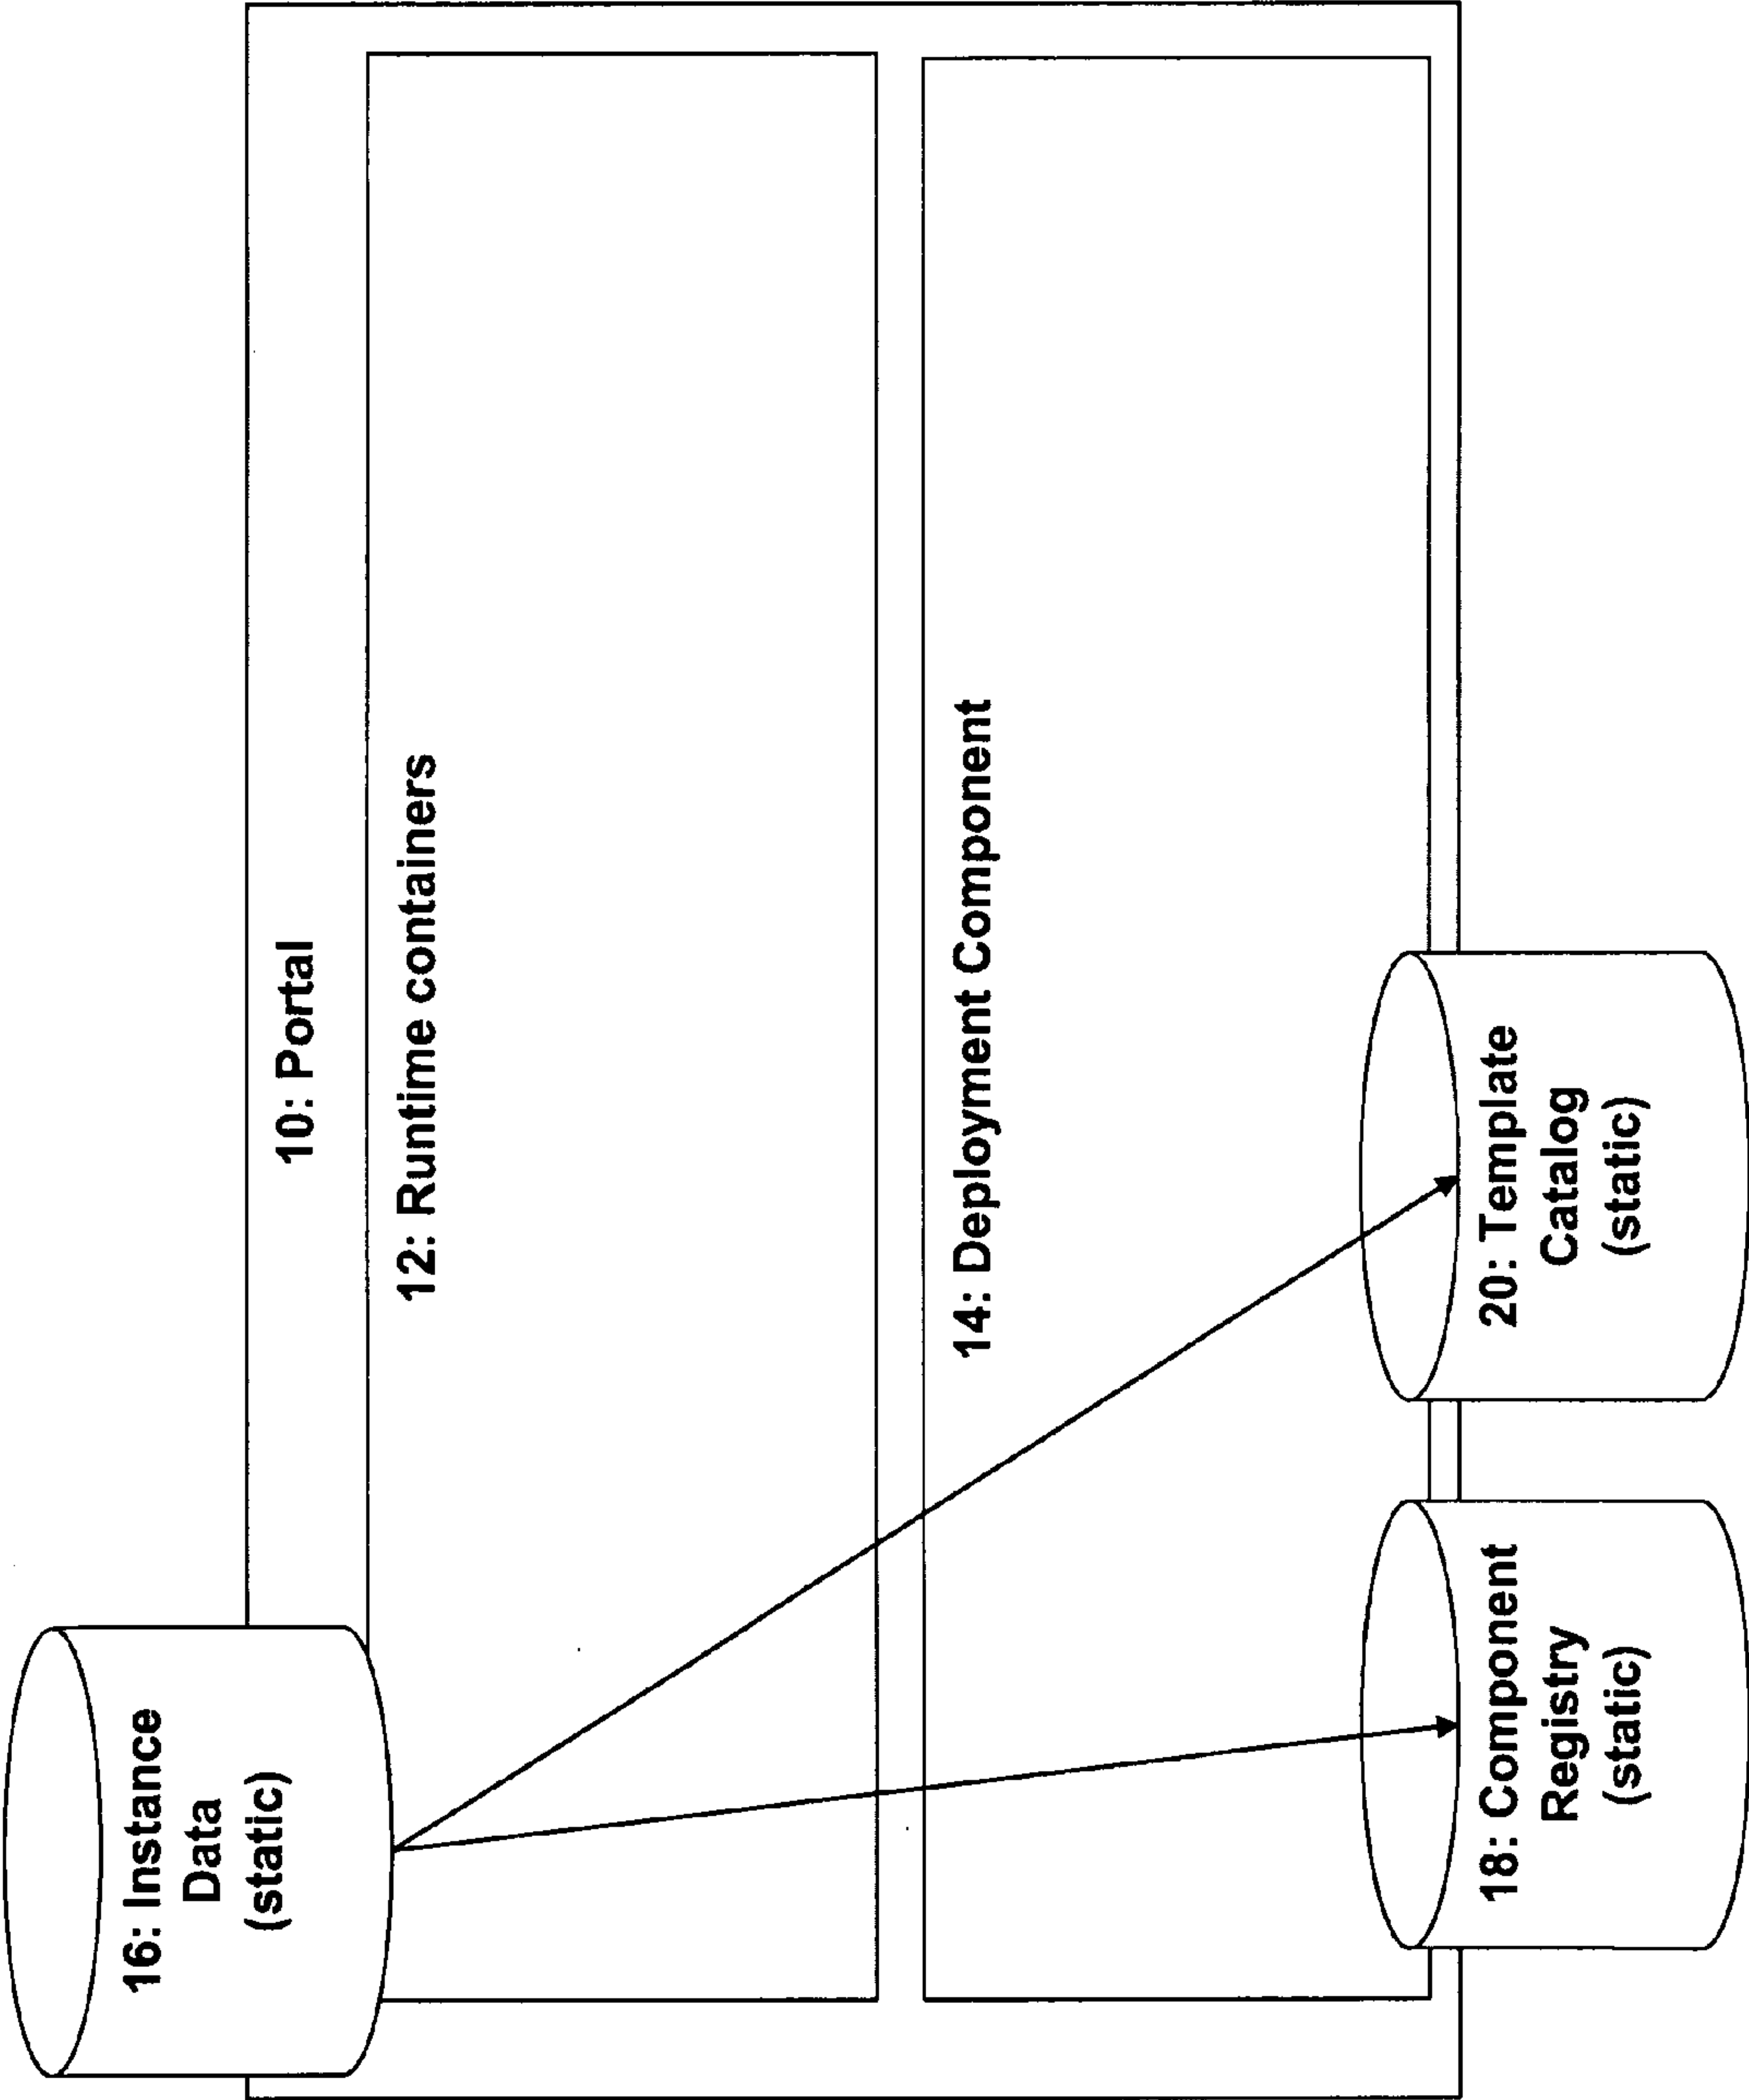 16: Instance
Data
(static)
10: Portal
12: Runtime containers
14: Deployment Component
18: Component
Registry
(static)
20: Template
Catalog
(static)